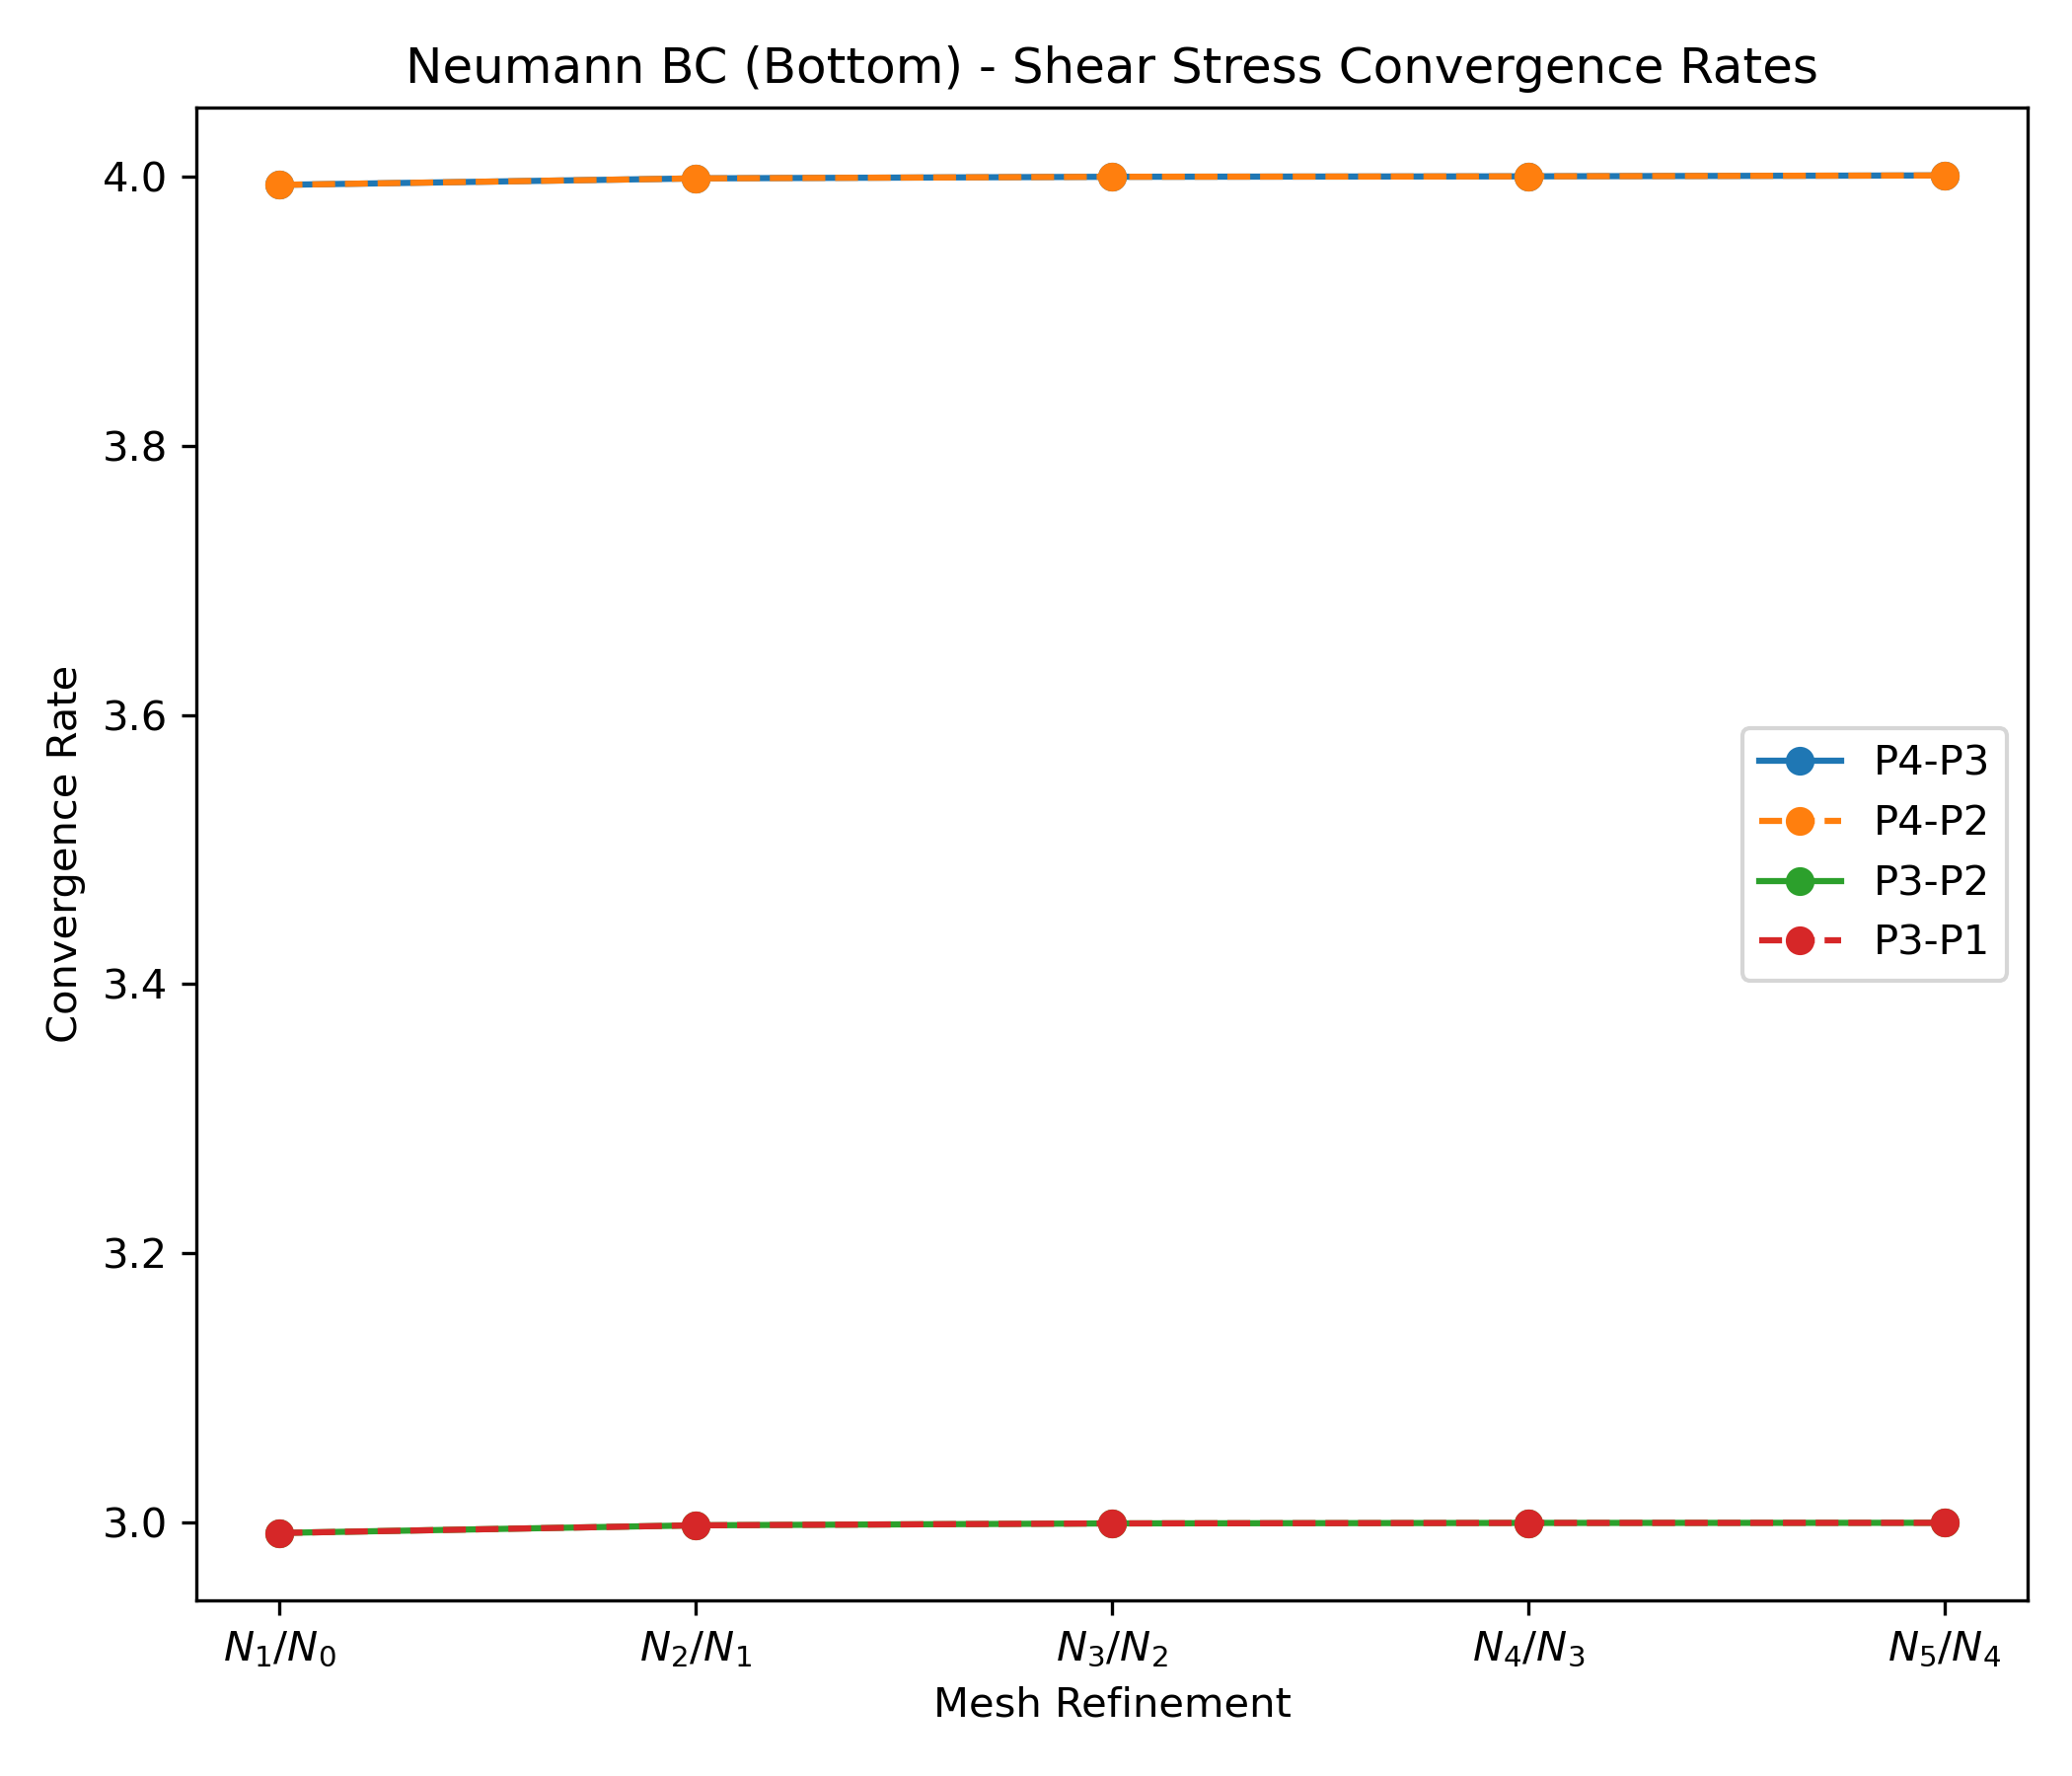 Neumann BC (Bottom) - Shear Stress Convergence Rates
4.0
3.8
3.6
3.4
3.2
3.0
Convergence Rate
P4-P3
P4-P2
P3-P2
P3-P1
N₁/N₀ N₂/N₁ N₃/N₂ N₄/N₃ N₅/N₄
Mesh Refinement